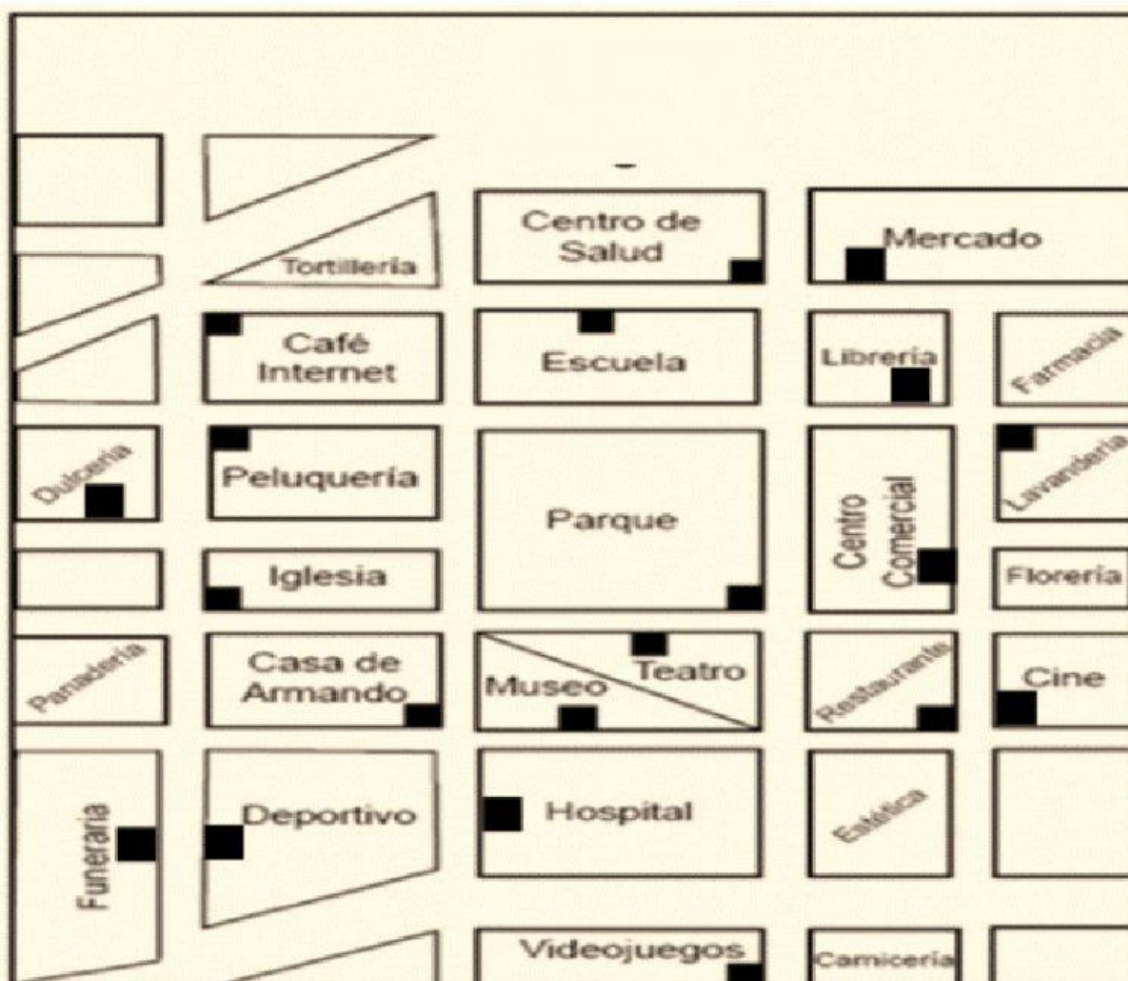 Centro de
Salud
Mercado
Tortillería
Café
Internet
Escuela
Librería
Farmacia
Dulcería
Peluquería
Parque
Centro
Comercial
Lavandería
Iglesia
Florería
Panadería
Casa de
Armando
Museo
Teatro
Restaurante
Cine
Funeraria
Deportivo
Hospital
Estética
Videojuegos
Carnicería